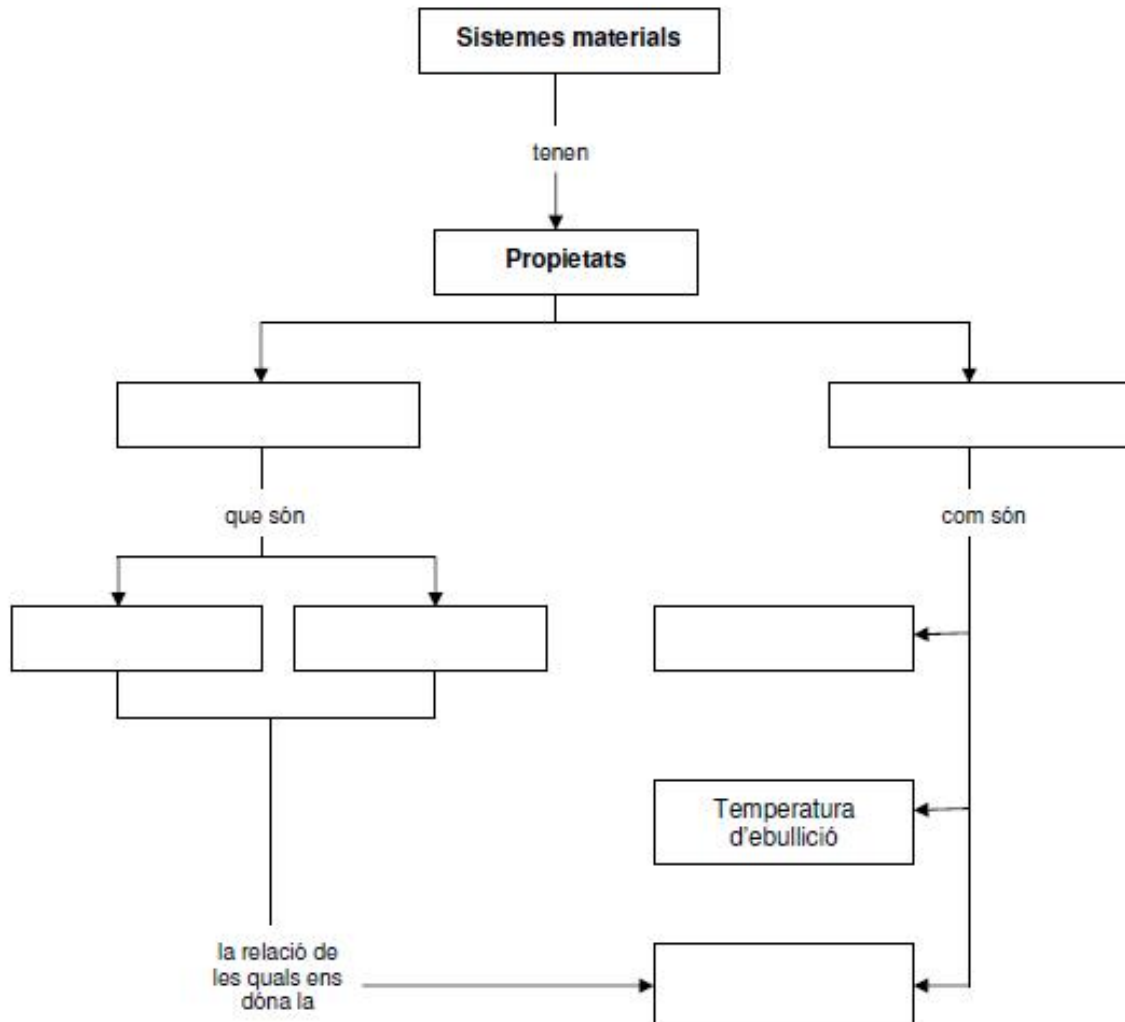 Sistemes materials
tenen
Propietats
que són
com són
Temperatura
d'ebullició
la relació de
les quals ens
dóna la